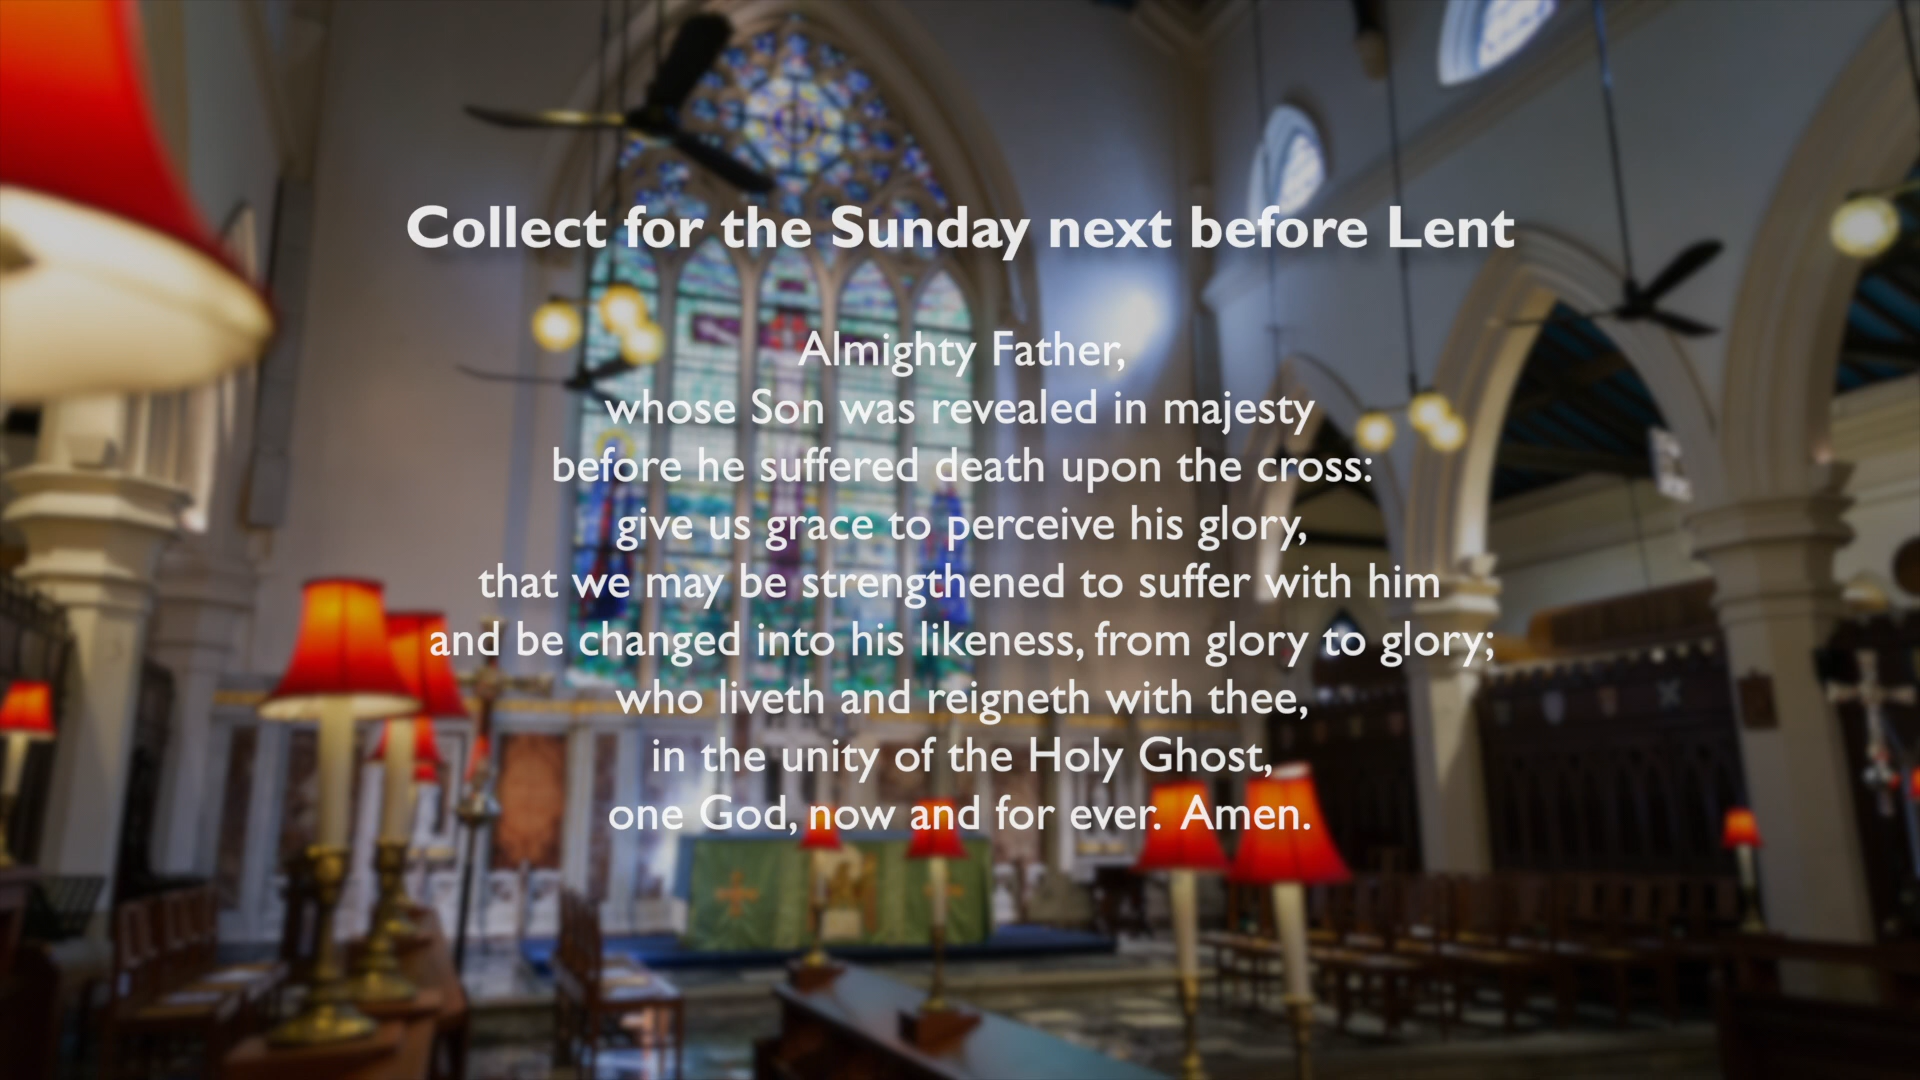 Collect for the Sunday next before Lent
Almighty Father,
whose Son was revealed in majesty
before he suffered death upon the cross:
give us grace to perceive his glory,
that we may be strengthened to suffer with him
and be changed into his likeness, from glory to glory;
who liveth and reigneth with thee,
in the unity of the Holy Ghost,
one God, now and for ever.  Amen.